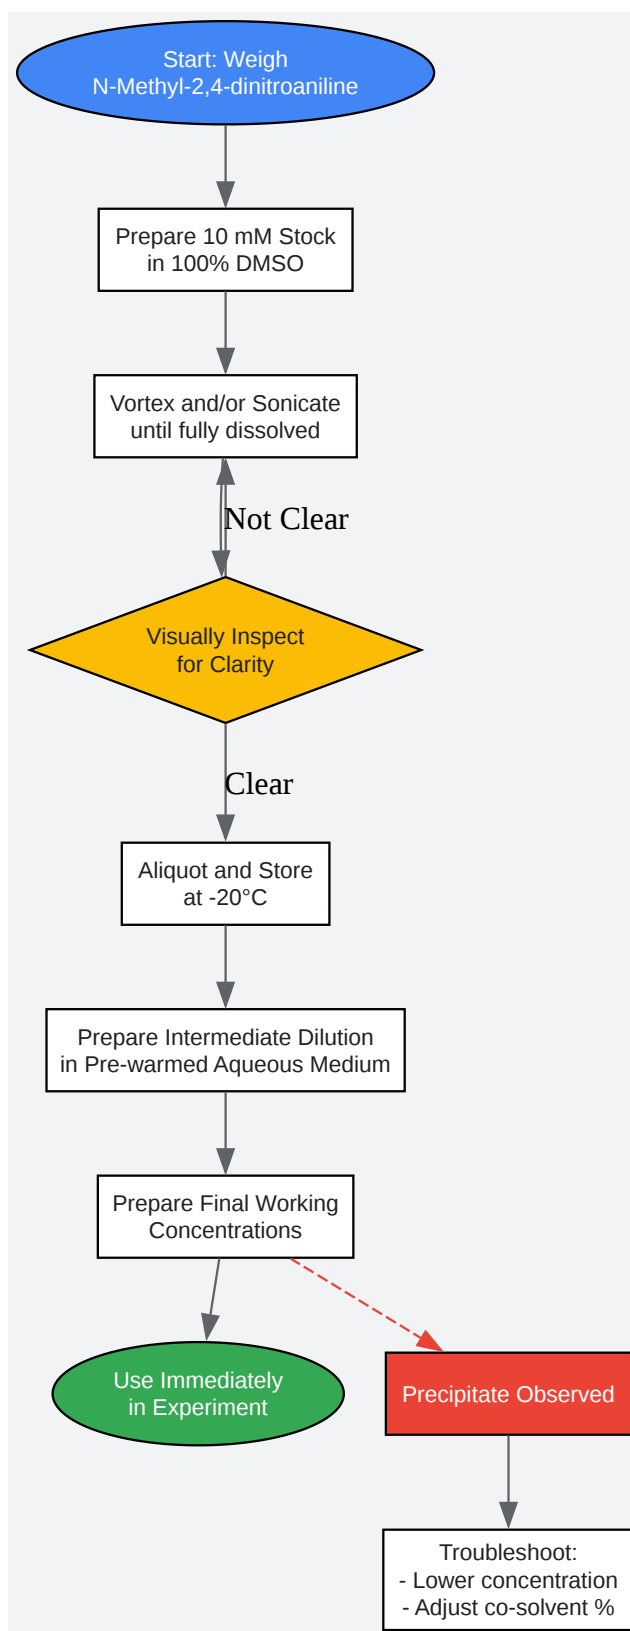 Start: Weigh
N-Methyl-2,4-dinitroaniline
Prepare 10 mM Stock
in 100% DMSO
Vortex and/or Sonicate
until fully dissolved
Not Clear
Visually Inspect
for Clarity
Clear
Aliquot and Store
at -20°C
Prepare Intermediate Dilution
in Pre-warmed Aqueous Medium
Prepare Final Working
Concentrations
Use Immediately
in Experiment
Precipitate Observed
Troubleshoot:
- Lower concentration
- Adjust co-solvent %